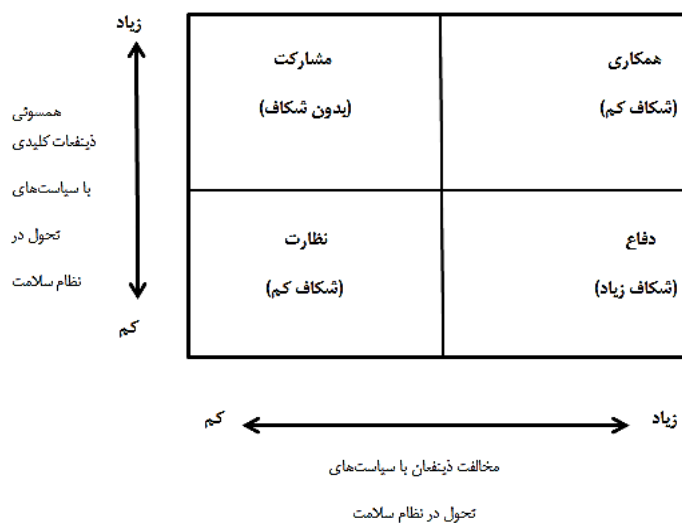 زیاد
همکاری
(شکاف کم)
مشارکت
(بدون شکاف)
همسوئی
ذینفعات کلیدی
با سیاست‌های
تحول در
نظام سلامت
دفاع
(شکاف زیاد)
نظارت
(شکاف کم)
کم
زیاد
کم
مخالفت ذینفعان با سیاست‌های
تحول در نظام سلامت